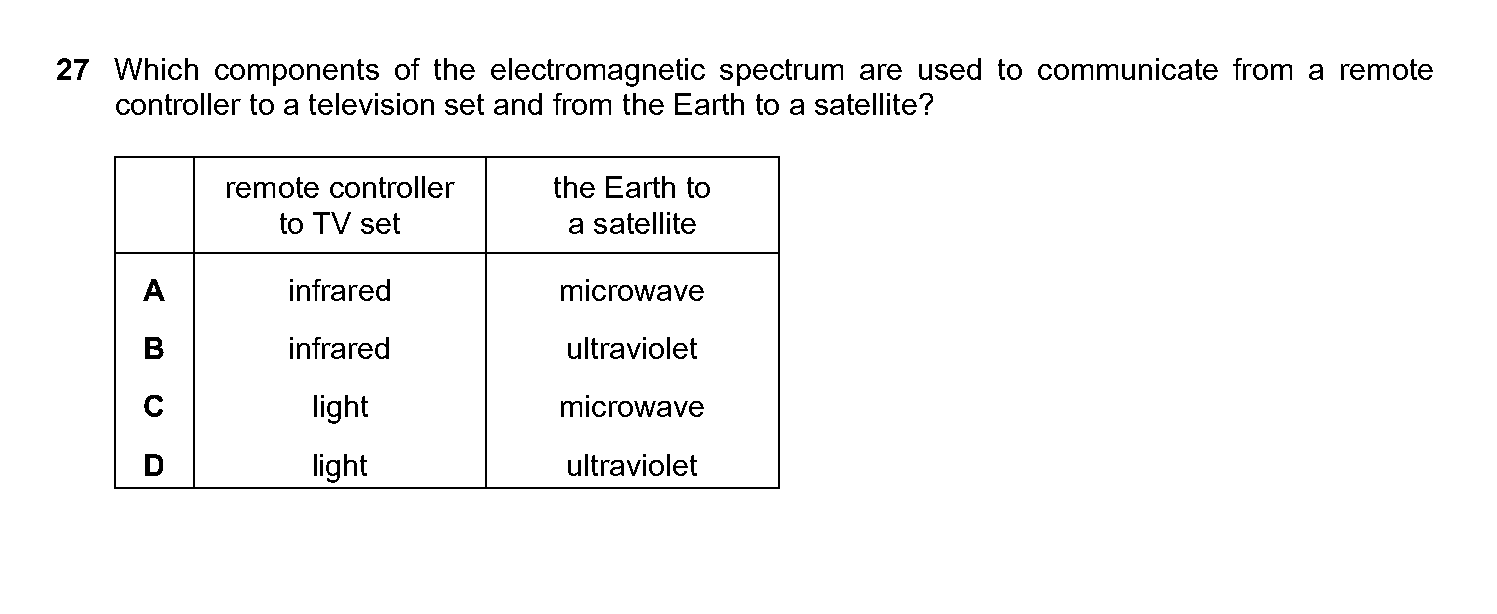 27 Which components of the electromagnetic spectrum are used to communicate from a remote
controller to a television set and from the Earth to a satellite?
remote controller the Earth to
to TV set a satellite
A infrared microwave
B infrared ultraviolet
C light microwave
D light ultraviolet